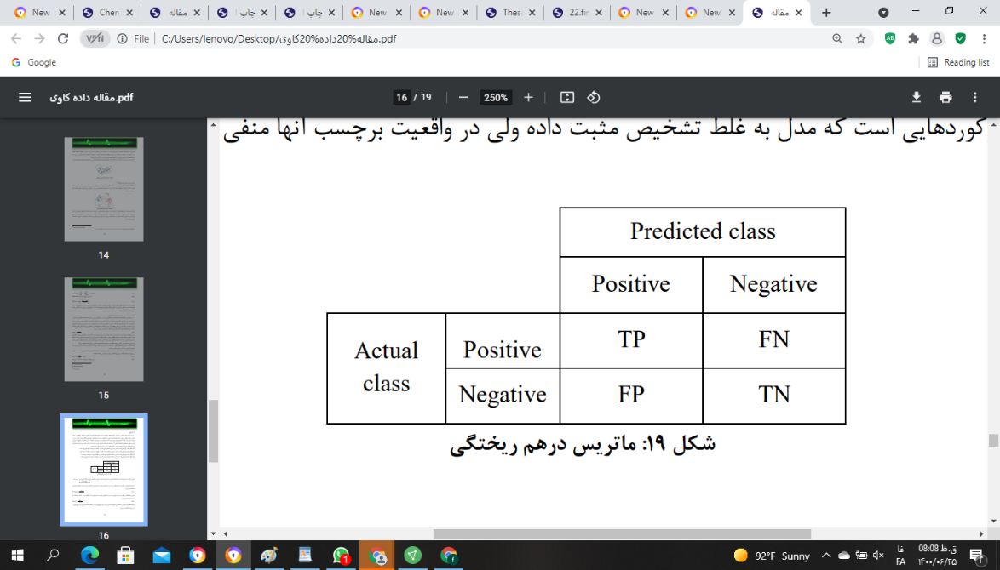 New
Chem
مقاله
چاپ
چاپ
New
New
Thesi
22.fir
New
New
مقاله
VPN
File
C:/Users/lenovo/Desktop/مقاله%20داده%20کاوی.pdf
Google
Reading list
مقاله داده کاوی.pdf
16 / 19
250%
14
15
16
کوردهایی است که مدل به غلط تشخیص مثبت داده ولی در واقعیت برچسب آنها منفی
Predicted class
Positive Negative
Actual class
Positive TP FN
Negative FP TN
شکل ۱۹: ماتریس درهم ریختگی
1
92°F Sunny
فا
FA
08:08 ق.ظ
۱۴۰۰/۰۶/۲۵